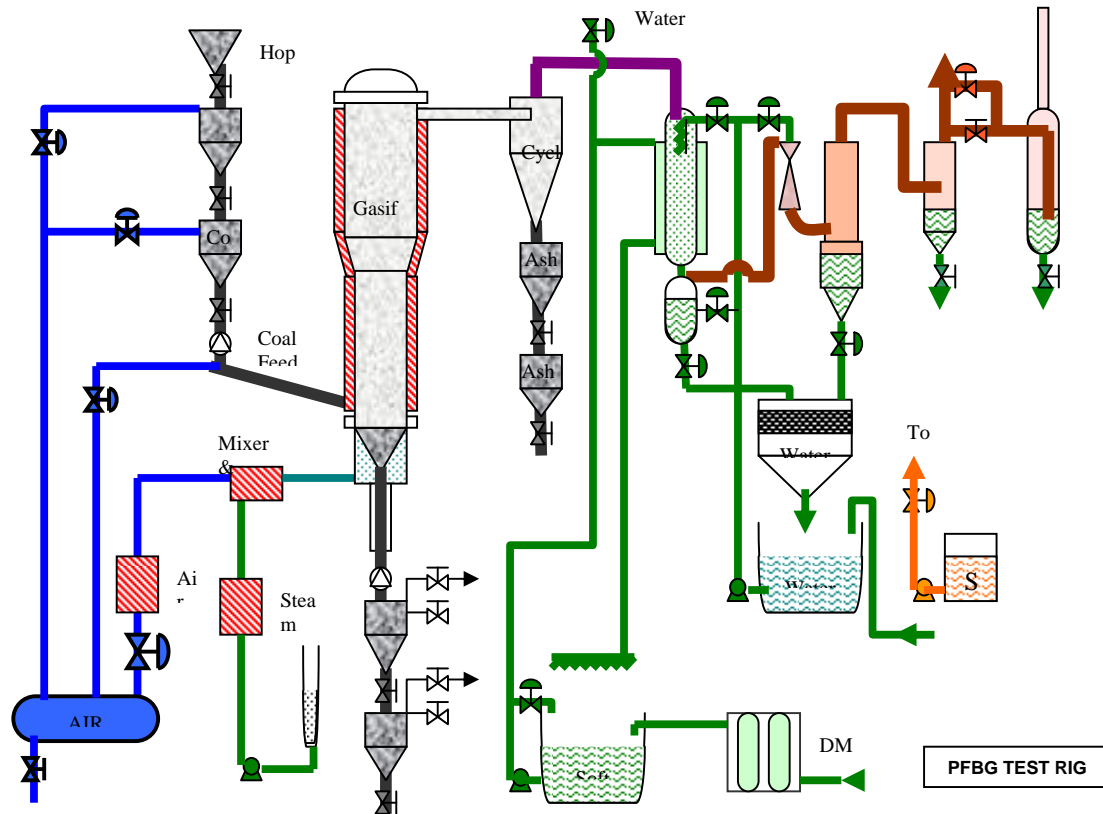 Water
Hop
Cycl
Gasif
Co
Ash
Coal
Feed
Ash
To
Mixer
&
Water
Ai
r
Stea
m
S
AIR
DM
PFBG TEST RIG